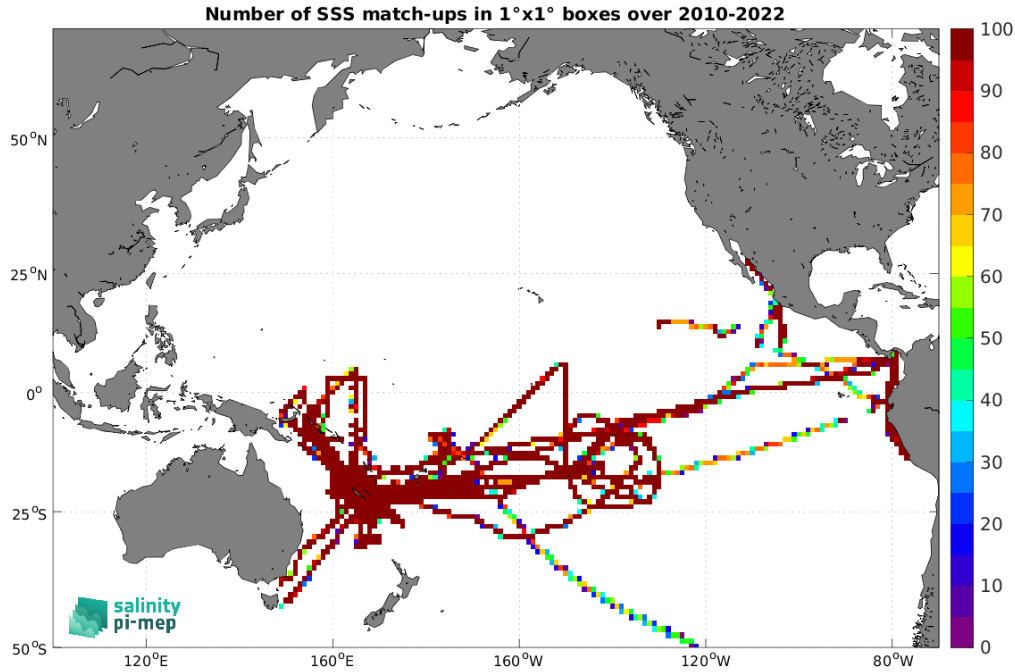 Number of SSS match-ups in 1°x1° boxes over 2010-2022
100
90
80
70
60
50
40
30
20
10
0
50°N
25°N
0°
25°S
50°S
salinity
pi-mep
120°E
160°E
160°W
120°W
80°W